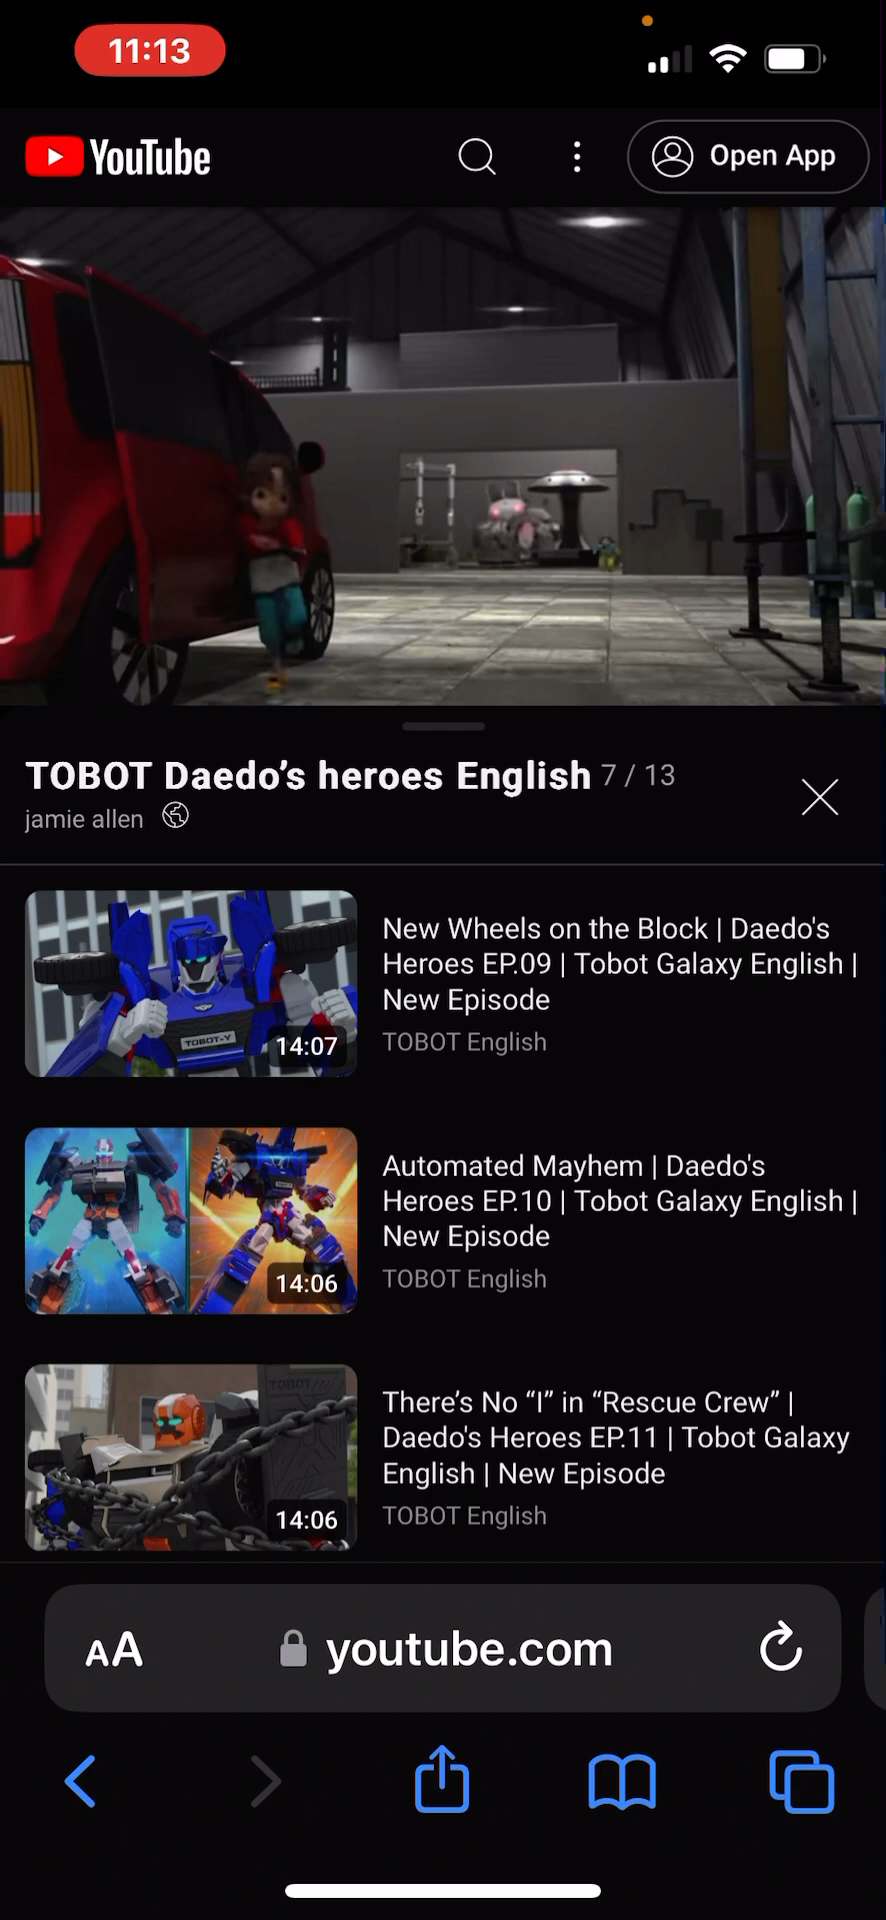 11:13
YouTube
Open App
TOBOT Daedo’s heroes English 7 / 13
jamie allen
TOBOT-Y
14:07
New Wheels on the Block | Daedo's
Heroes EP.09 | Tobot Galaxy English |
New Episode
TOBOT English
14:06
Automated Mayhem | Daedo's
Heroes EP.10 | Tobot Galaxy English |
New Episode
TOBOT English
TOBOT
14:06
There’s No “I” in “Rescue Crew” |
Daedo's Heroes EP.11 | Tobot Galaxy
English | New Episode
TOBOT English
AA
youtube.com